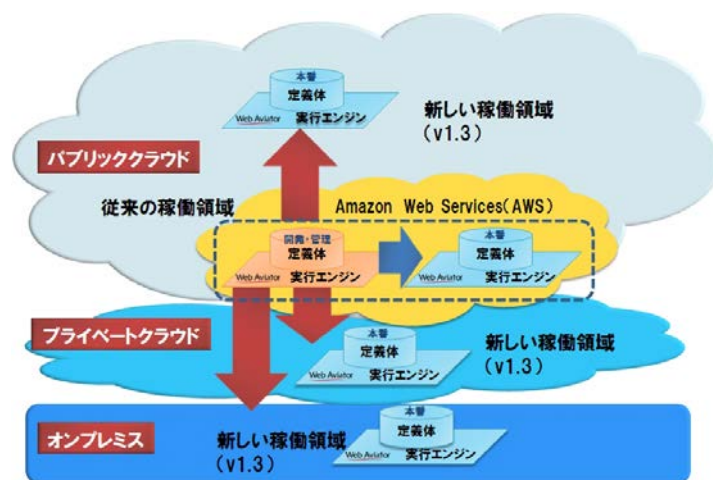 本番
定義体
Web Aviator 実行エンジン
新しい稼働領域
(v1.3)
パブリッククラウド
従来の稼働領域
Amazon Web Services(AWS)
開発・管理
定義体
Web Aviator 実行エンジン
本番
定義体
Web Aviator 実行エンジン
プライベートクラウド
本番
定義体
Web Aviator 実行エンジン
新しい稼働領域
(v1.3)
オンプレミス
新しい稼働領域
(v1.3)
本番
定義体
Web Aviator 実行エンジン